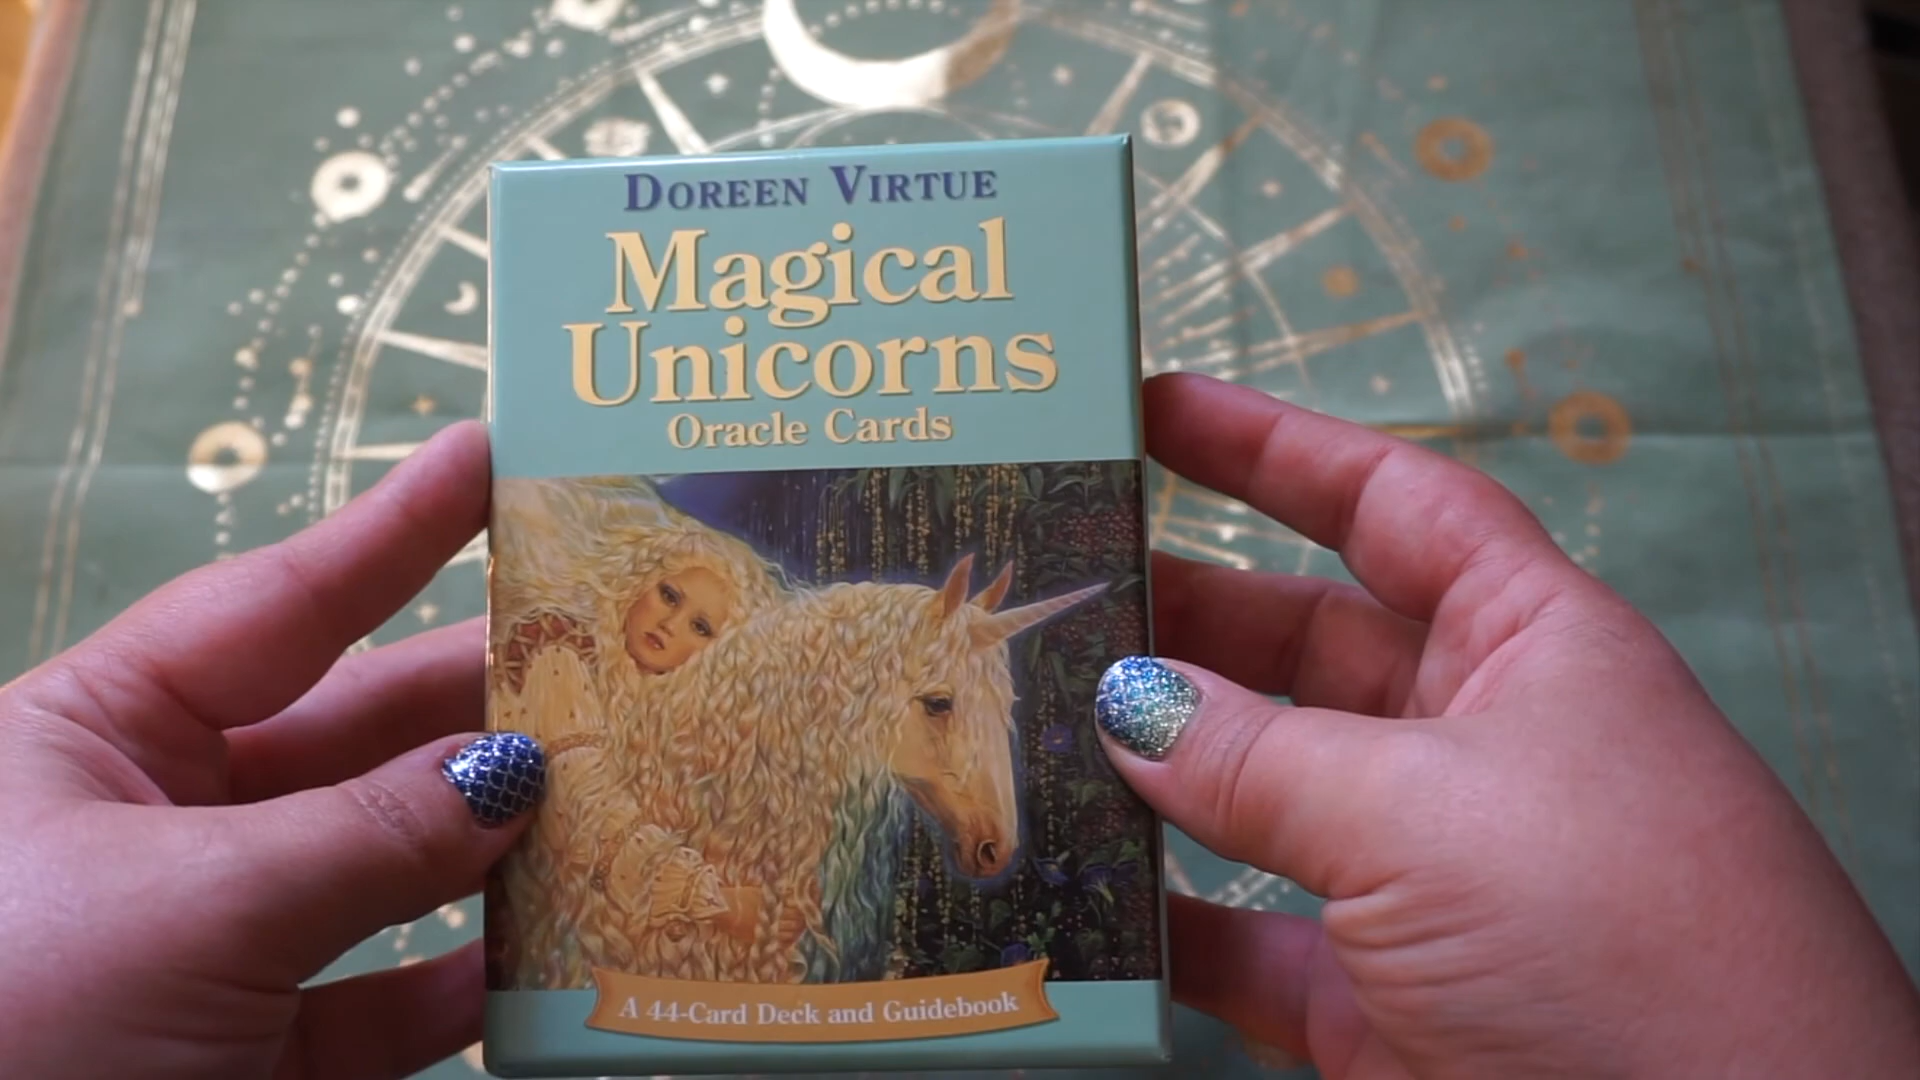 DOREEN VIRTUE
Magical
Unicorns
Oracle Cards
A 44-Card Deck and Guidebook